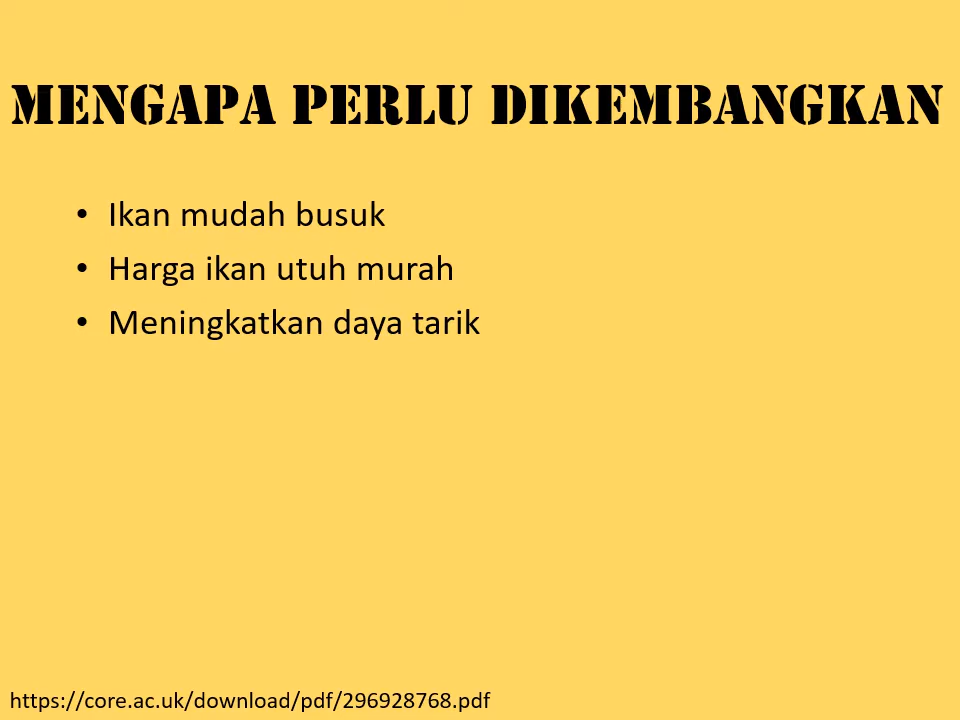 MENGAPA PERLU DIKEMBANGKAN
• Ikan mudah busuk
• Harga ikan utuh murah
• Meningkatkan daya tarik
https://core.ac.uk/download/pdf/296928768.pdf